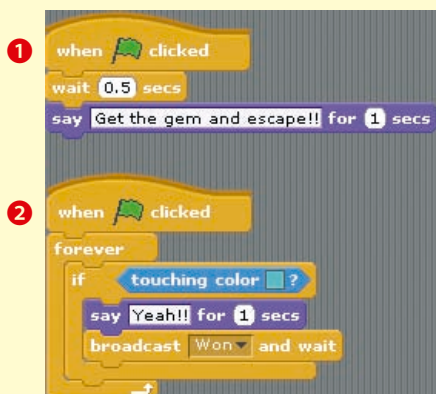 1
when clicked
wait 0.5 secs
say Get the gem and escape!! for 1 secs
2
when clicked
forever
if touching color ?
say Yeah!! for 1 secs
broadcast Won and wait